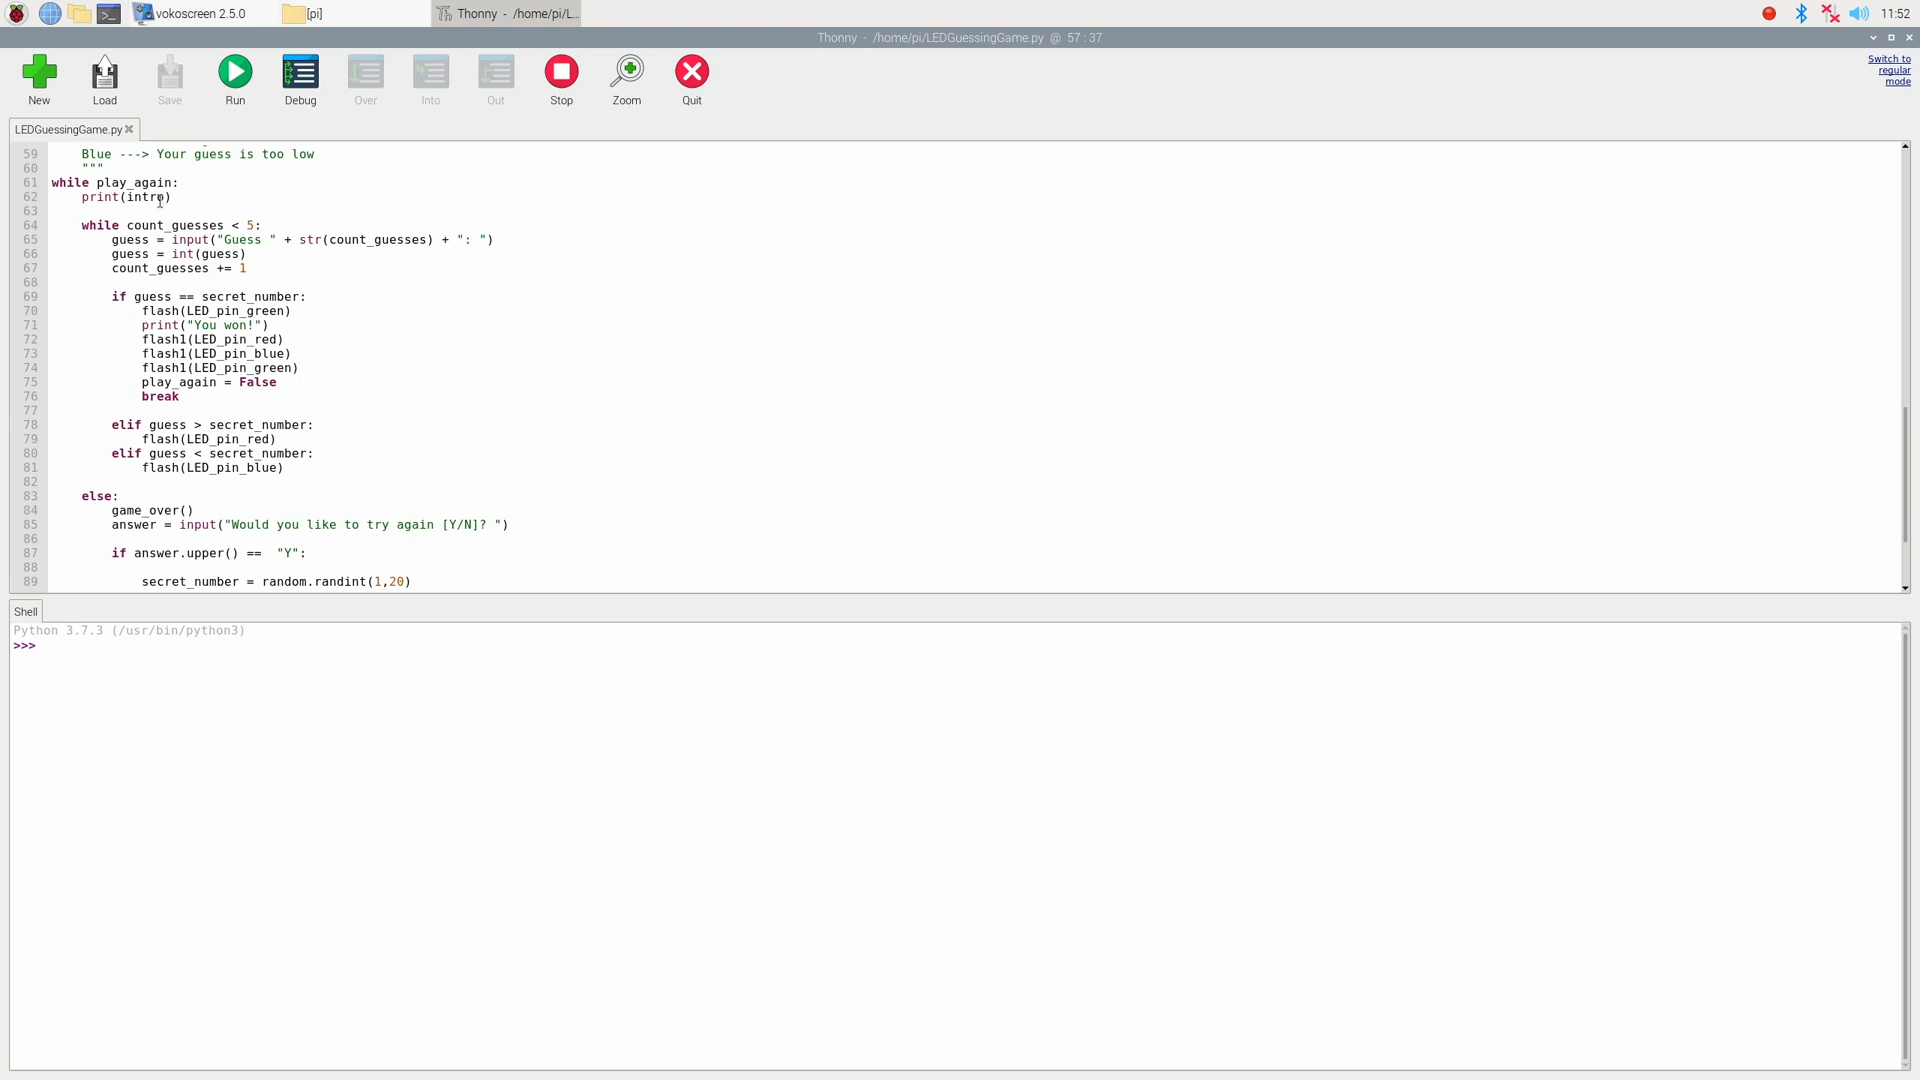 vokoscreen 2.5.0
[pi]
Thonny - /home/pi/L...
11:52
Thonny - /home/pi/LEDGuessingGame.py @ 57 : 37
New
Load
Save
Run
Debug
Over
Into
Out
Stop
Zoom
Quit
Switch to
regular
mode
LEDGuessingGame.py
59     Blue ---> Your guess is too low
60     """
61 while play_again:
62     print(intro)
63
64     while count_guesses < 5:
65         guess = input("Guess " + str(count_guesses) + ": ")
66         guess = int(guess)
67         count_guesses += 1
68
69         if guess == secret_number:
70             flash(LED_pin_green)
71             print("You won!")
72             flash1(LED_pin_red)
73             flash1(LED_pin_blue)
74             flash1(LED_pin_green)
75             play_again = False
76             break
77
78         elif guess > secret_number:
79             flash(LED_pin_red)
80         elif guess < secret_number:
81             flash(LED_pin_blue)
82
83     else:
84         game_over()
85         answer = input("Would you like to try again [Y/N]? ")
86
87         if answer.upper() ==  "Y":
88
89             secret_number = random.randint(1,20)
Shell
Python 3.7.3 (/usr/bin/python3)
>>>